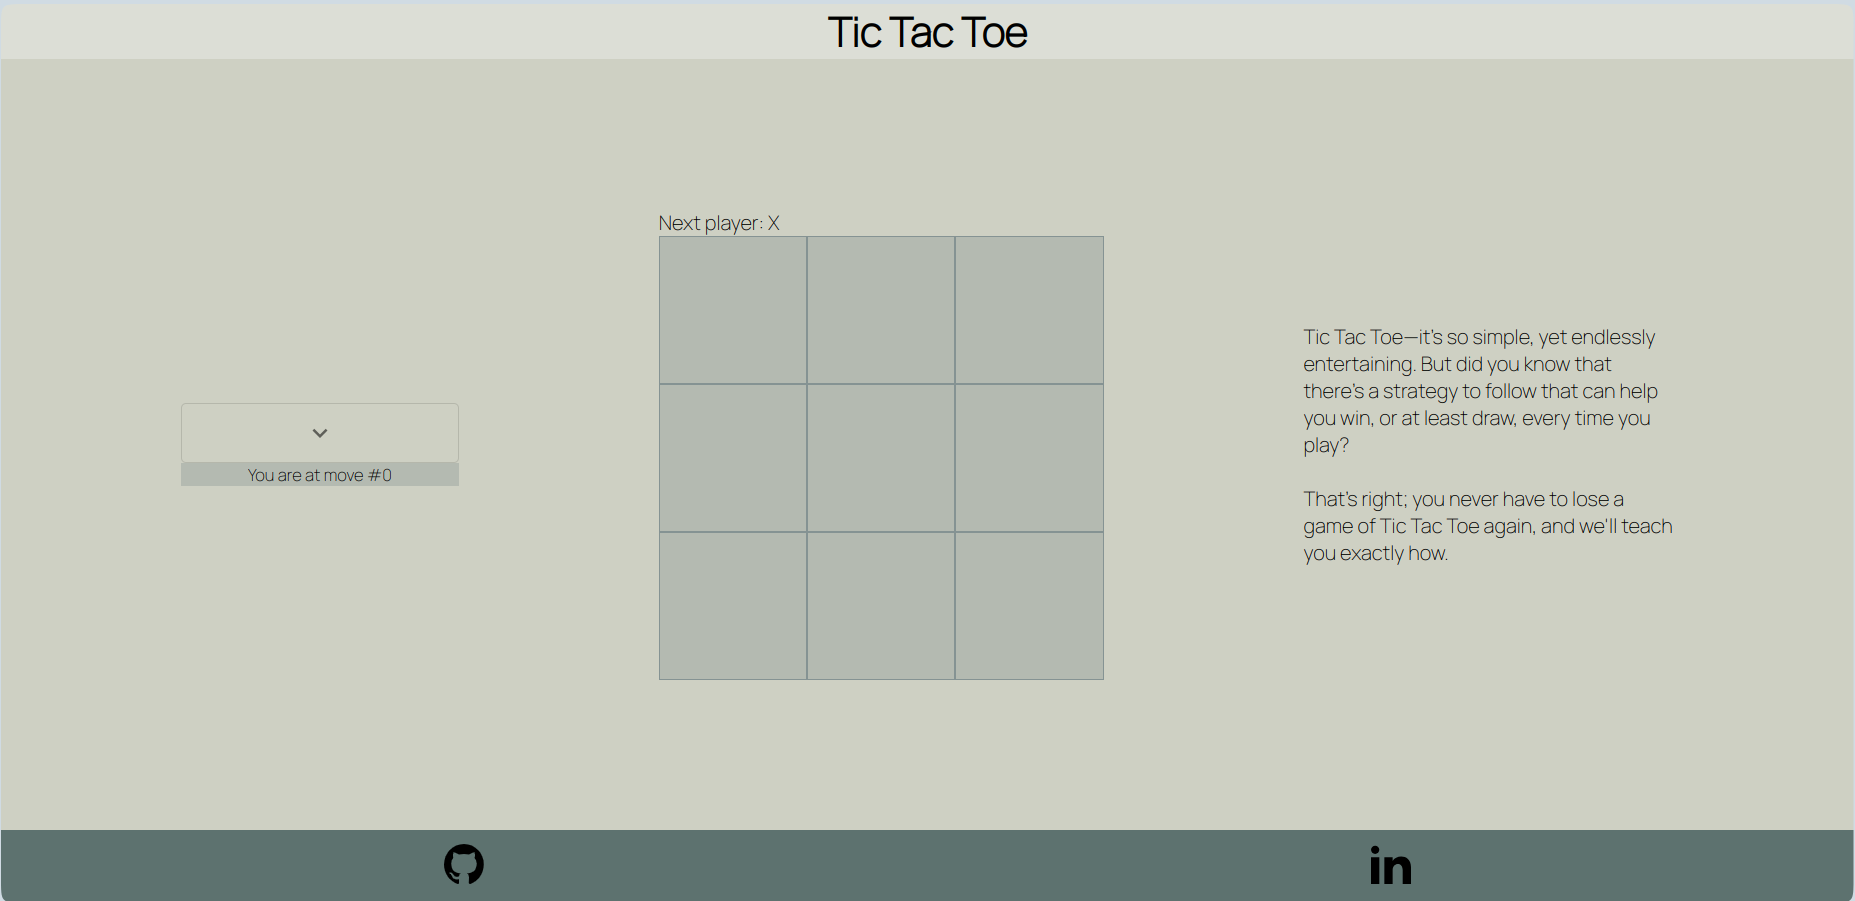 Tic Tac Toe
Next player: X
You are at move #0
Tic Tac Toe—it's so simple, yet endlessly
entertaining. But did you know that
there's a strategy to follow that can help
you win, or at least draw, every time you
play?
That's right; you never have to lose a
game of Tic Tac Toe again, and we'll teach
you exactly how.
in